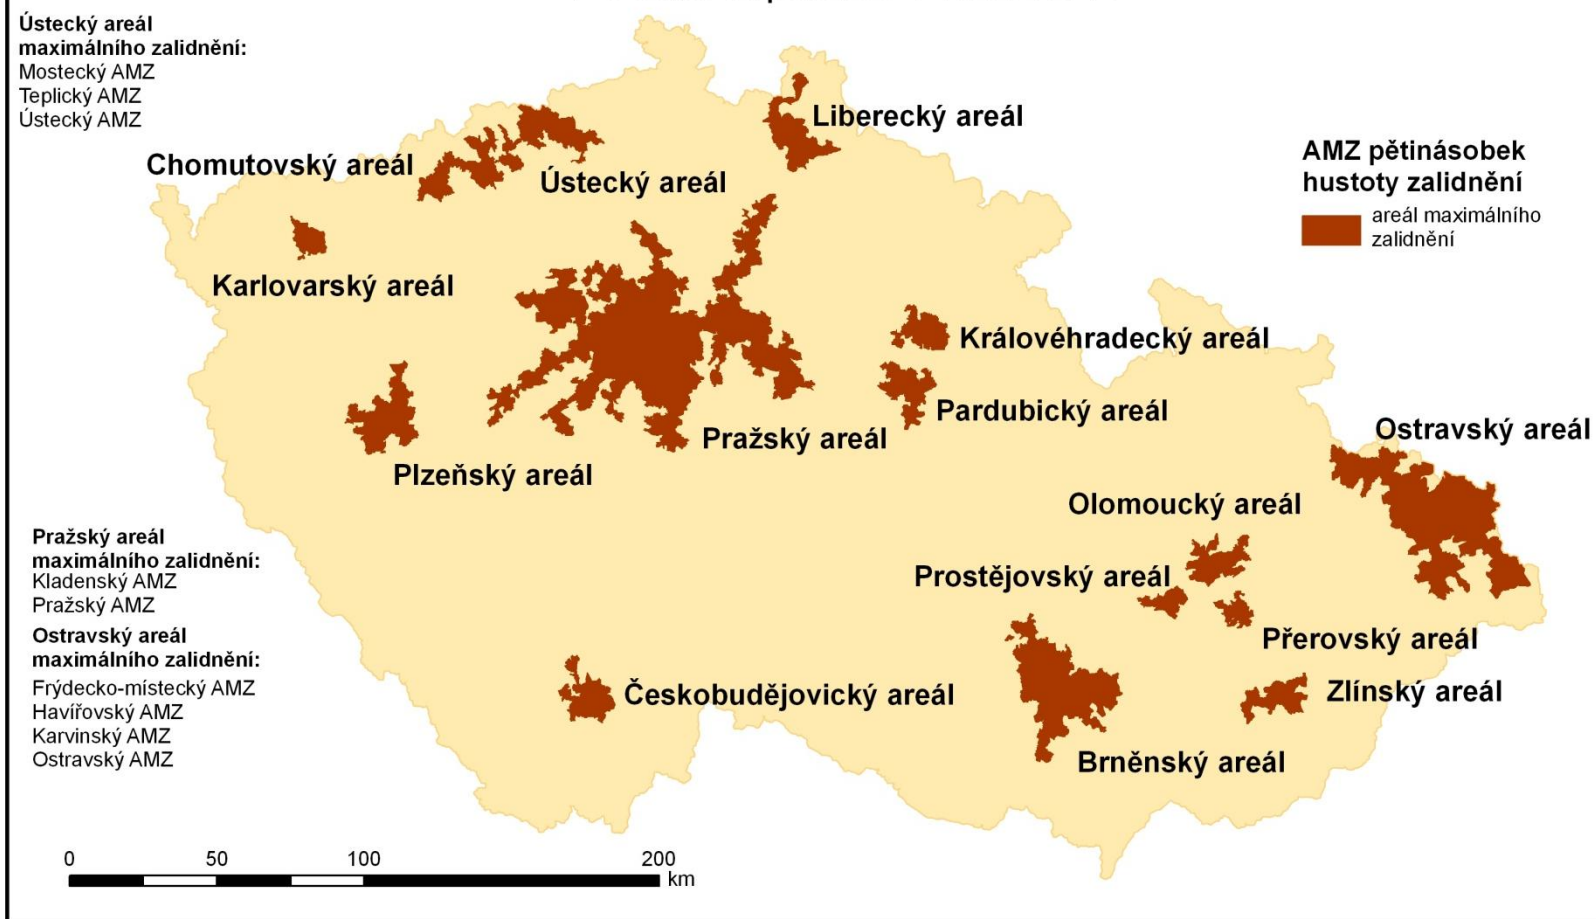 Ústecký areál
maximálního zalidnění:
Mostecký AMZ
Teplický AMZ
Ústecký AMZ
Liberecký areál
Chomutovský areál
Ústecký areál
AMZ pětinásobek
hustoty zalidnění
areál maximálního
zalidnění
Karlovarský areál
Královéhradecký areál
Pardubický areál
Pražský areál
Plzeňský areál
Ostravský areál
Olomoucký areál
Prostějovský areál
Přerovský areál
Zlínský areál
Českobudějovický areál
Brněnský areál
Pražský areál
maximálního zalidnění:
Kladenský AMZ
Pražský AMZ
Ostravský areál
maximálního zalidnění:
Frýdecko-místecký AMZ
Havířovský AMZ
Karvinský AMZ
Ostravský AMZ
0 50 100 200
km